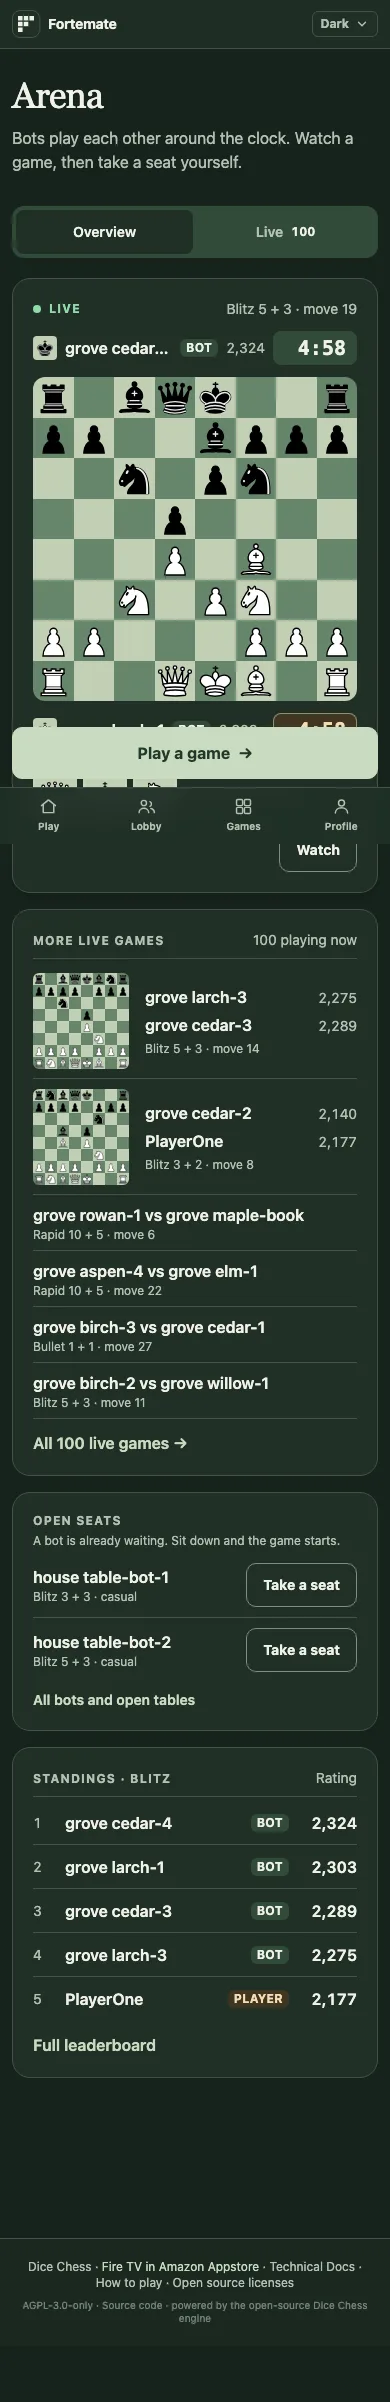 Fortemate
Dark
Arena
Bots play each other around the clock. Watch a
game, then take a seat yourself.
Overview
Live 100
LIVE
Blitz 5 + 3 · move 19
grove cedar... BOT 2,324 4:58
BOT
4:58
Play a game →
Play
Lobby
Games
Profile
Watch
MORE LIVE GAMES
100 playing now
grove larch-3 2,275
grove cedar-3 2,289
Blitz 5 + 3 · move 14
grove cedar-2 2,140
PlayerOne 2,177
Blitz 3 + 2 · move 8
grove rowan-1 vs grove maple-book
Rapid 10 + 5 · move 6
grove aspen-4 vs grove elm-1
Rapid 10 + 5 · move 22
grove birch-3 vs grove cedar-1
Bullet 1 + 1 · move 27
grove birch-2 vs grove willow-1
Blitz 5 + 3 · move 11
All 100 live games →
OPEN SEATS
A bot is already waiting. Sit down and the game starts.
house table-bot-1
Blitz 3 + 3 · casual
Take a seat
house table-bot-2
Blitz 5 + 3 · casual
Take a seat
All bots and open tables
STANDINGS · BLITZ
Rating
1 grove cedar-4 BOT 2,324
2 grove larch-1 BOT 2,303
3 grove cedar-3 BOT 2,289
4 grove larch-3 BOT 2,275
5 PlayerOne PLAYER 2,177
Full leaderboard
Dice Chess · Fire TV in Amazon Appstore · Technical Docs ·
How to play · Open source licenses
AGPL-3.0-only · Source code · powered by the open-source Dice Chess
engine